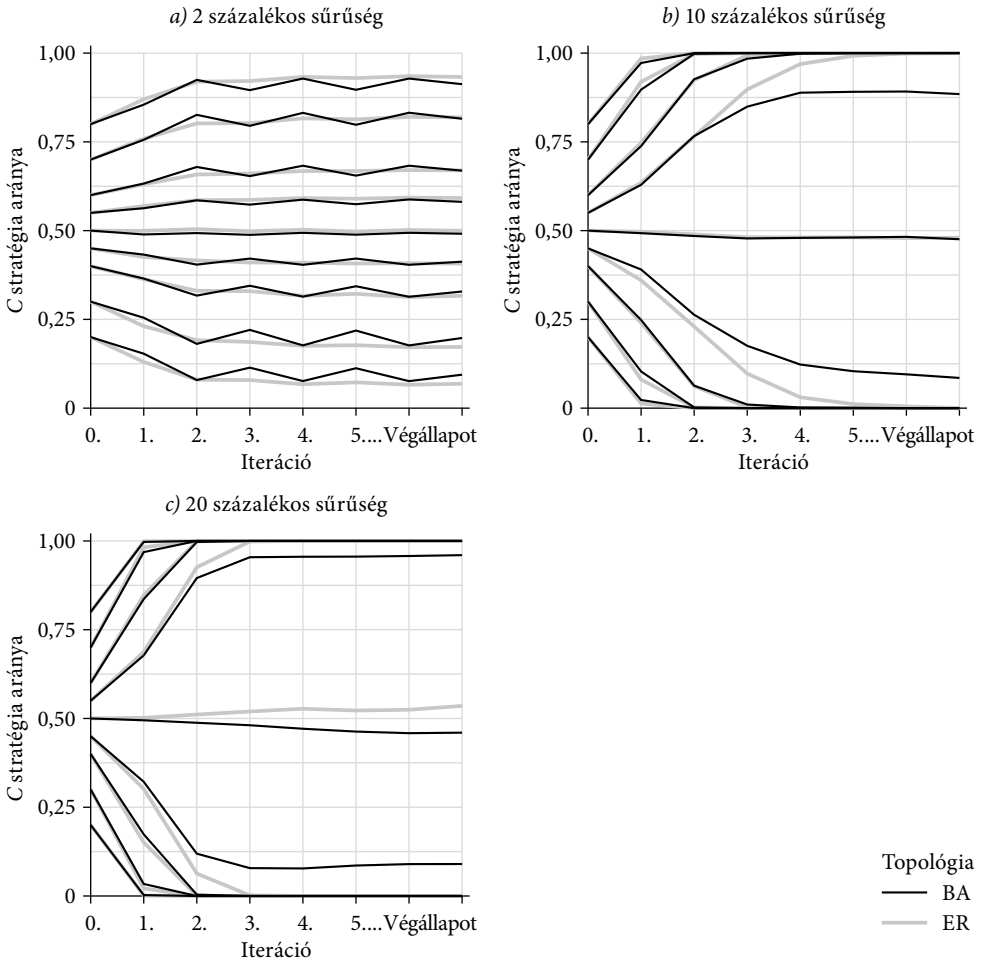 a) 2 százalékos sűrűség
C stratégia aránya
1,00
0,75
0,50
0,25
0
0. 1. 2. 3. 4. 5....Végállapot
Iteráció
b) 10 százalékos sűrűség
C stratégia aránya
1,00
0,75
0,50
0,25
0
0. 1. 2. 3. 4. 5....Végállapot
Iteráció
c) 20 százalékos sűrűség
C stratégia aránya
1,00
0,75
0,50
0,25
0
0. 1. 2. 3. 4. 5....Végállapot
Iteráció
Topológia
BA
ER